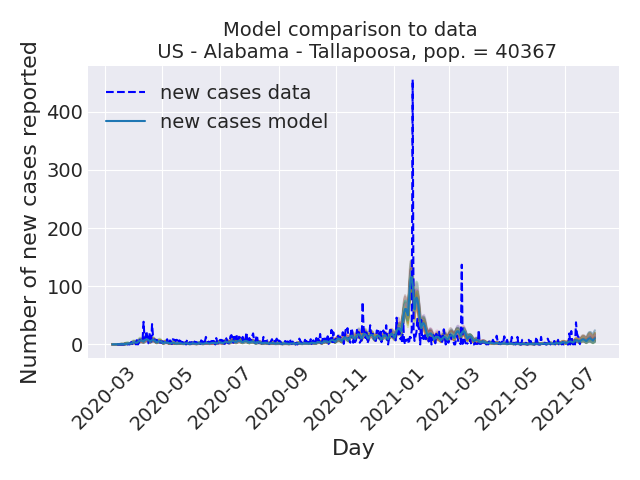 Model comparison to data
US - Alabama - Tallapoosa, pop. = 40367
Number of new cases reported
400
300
200
100
0
new cases data
new cases model
2020-03
2020-05
2020-07
2020-09
2020-11
2021-01
2021-03
2021-05
2021-07
Day